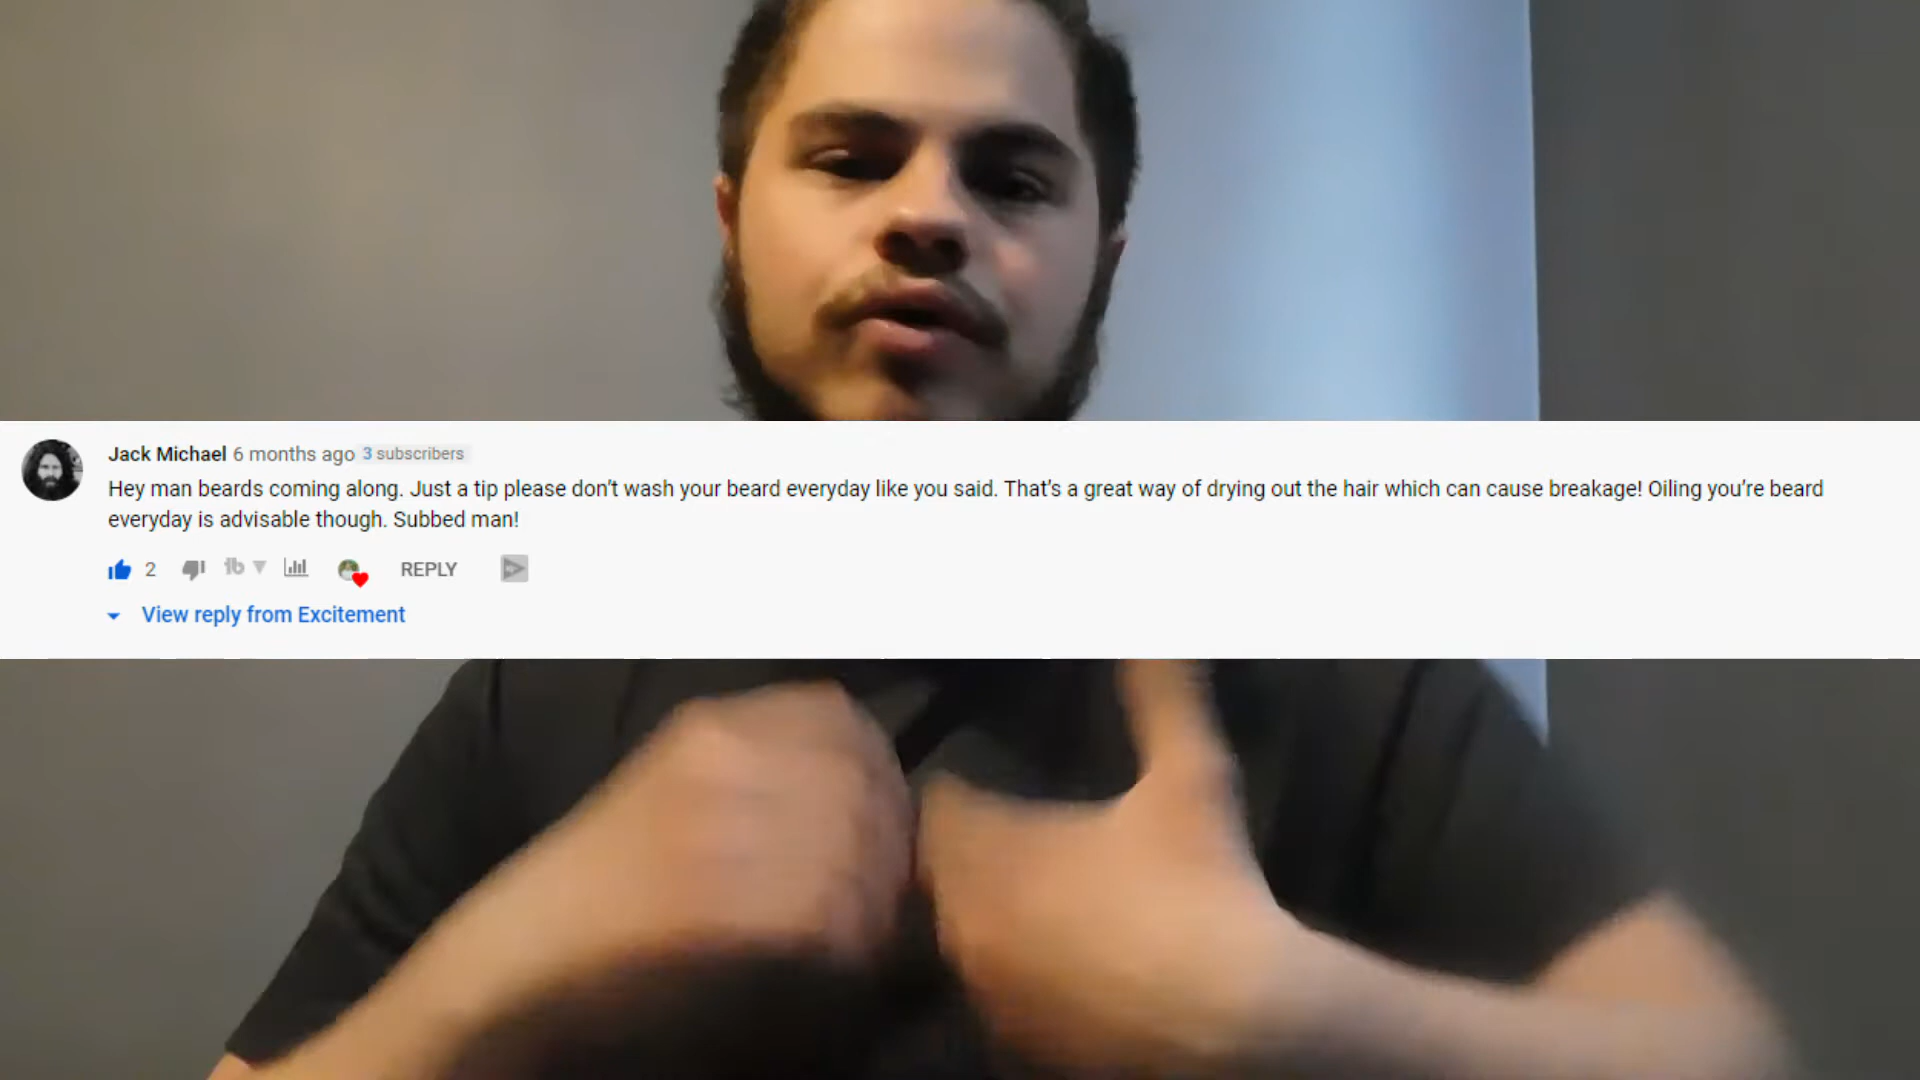 Jack Michael 6 months ago 3 subscribers
Hey man beards coming along. Just a tip please don't wash your beard everyday like you said. That's a great way of drying out the hair which can cause breakage! Oiling you're beard
everyday is advisable though. Subbed man!
2 REPLY
View reply from Excitement